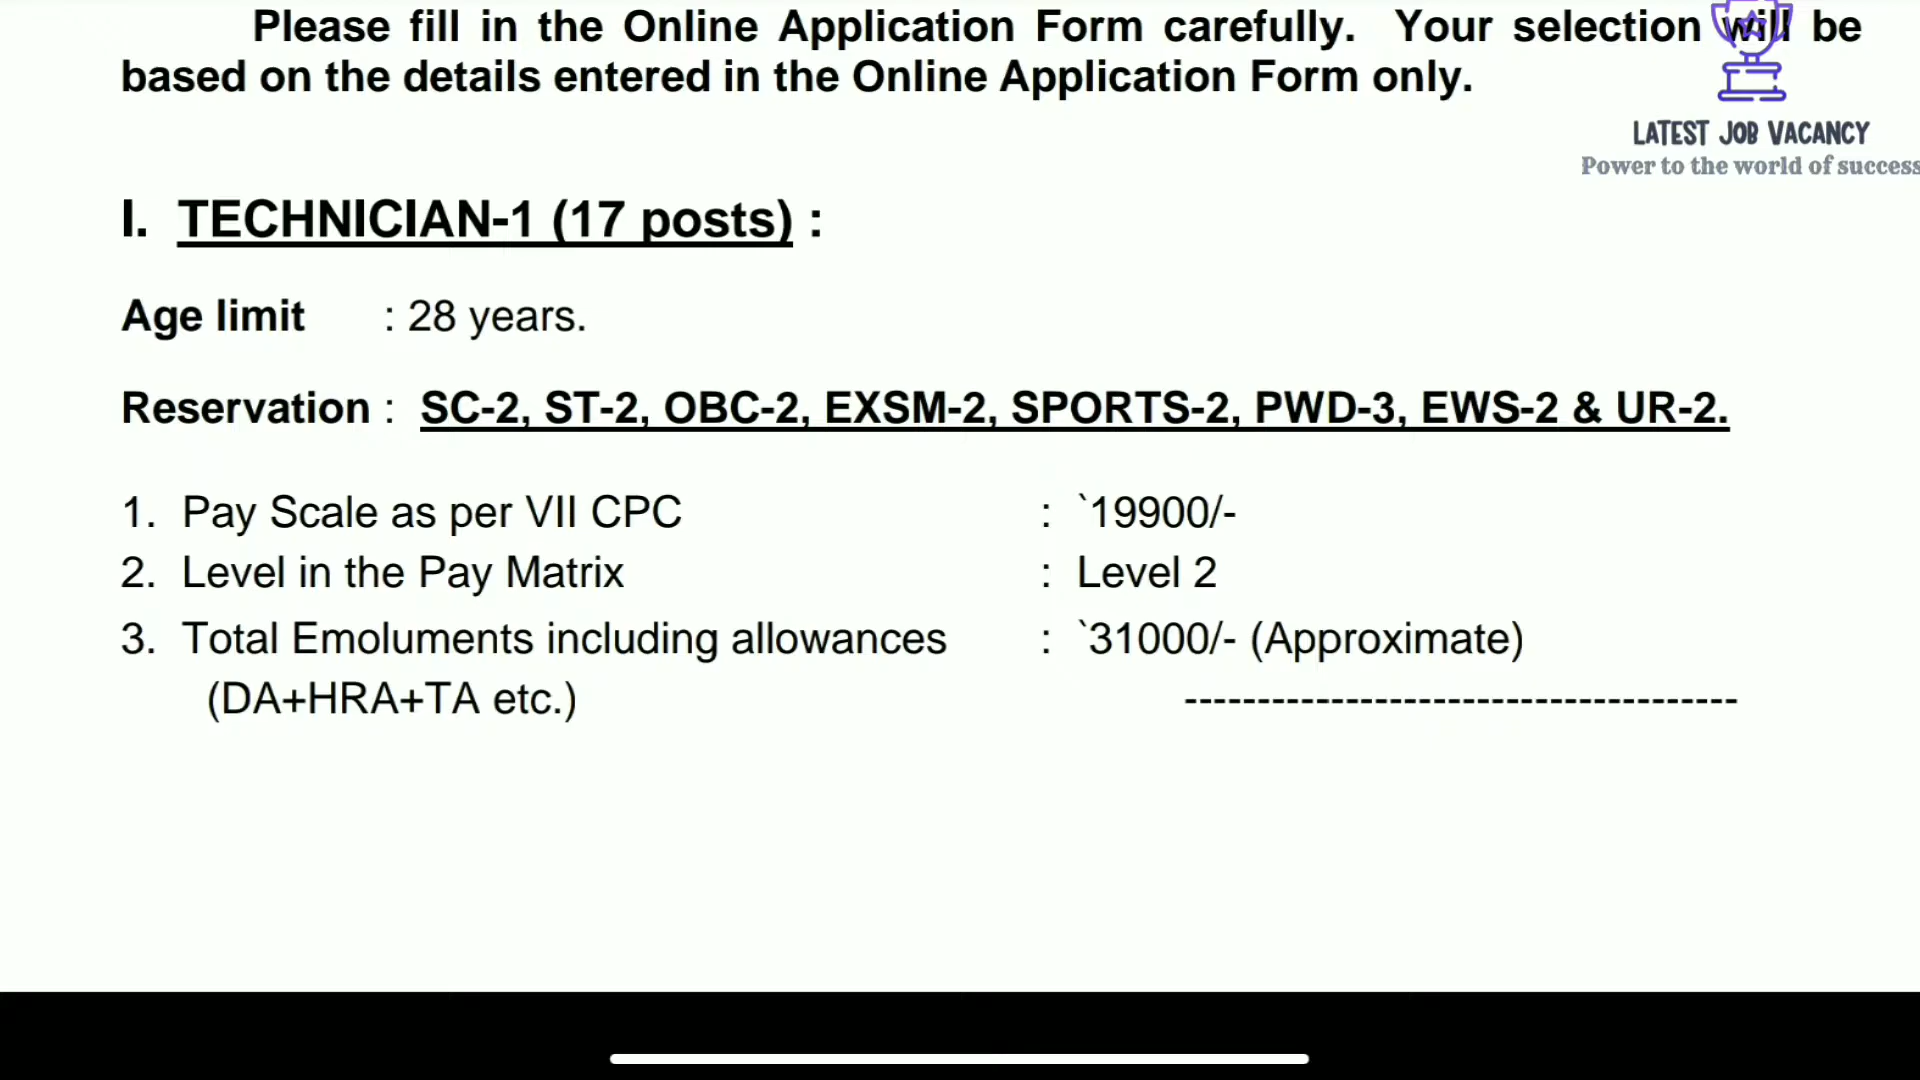 Please fill in the Online Application Form carefully. Your selection will be
based on the details entered in the Online Application Form only.
LATEST JOB VACANCY
Power to the world of success
I. TECHNICIAN-1 (17 posts) :
Age limit : 28 years.
Reservation : SC-2, ST-2, OBC-2, EXSM-2, SPORTS-2, PWD-3, EWS-2 & UR-2.
1. Pay Scale as per VII CPC : `19900/-
2. Level in the Pay Matrix : Level 2
3. Total Emoluments including allowances : `31000/- (Approximate)
(DA+HRA+TA etc.) --------------------------------------